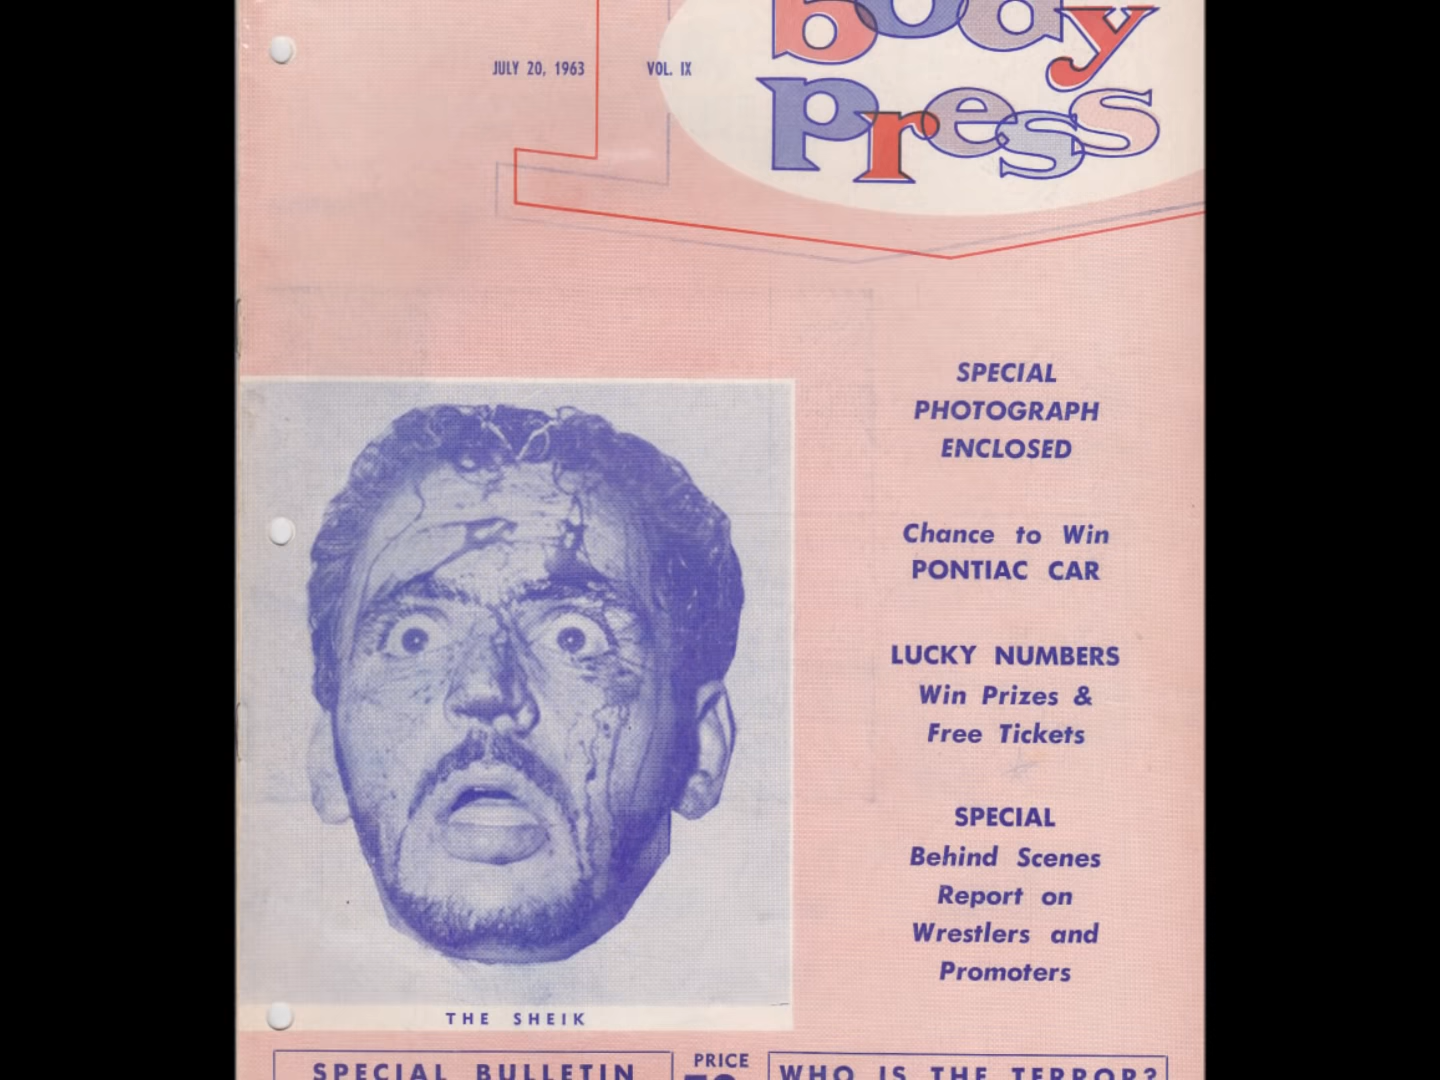 body
JULY 20, 1963 VOL. IX
press
SPECIAL
PHOTOGRAPH
ENCLOSED
Chance to Win
PONTIAC CAR
LUCKY NUMBERS
Win Prizes &
Free Tickets
SPECIAL
Behind Scenes
Report on
Wrestlers and
Promoters
THE SHEIK
SPECIAL BULLETIN
PRICE
WHO IS THE TERROR?